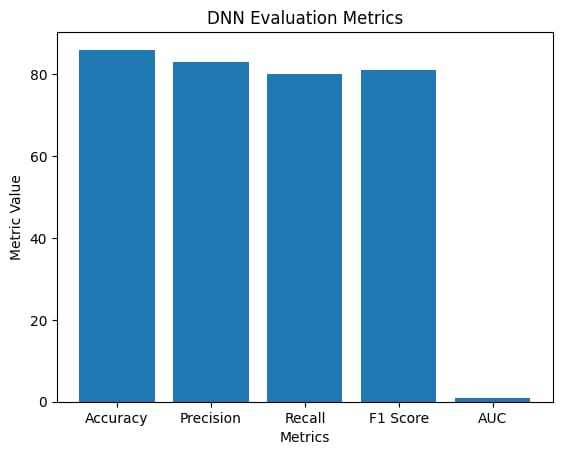 DNN Evaluation Metrics
Metric Value
80
60
40
20
0
Accuracy Precision Recall F1 Score AUC
Metrics